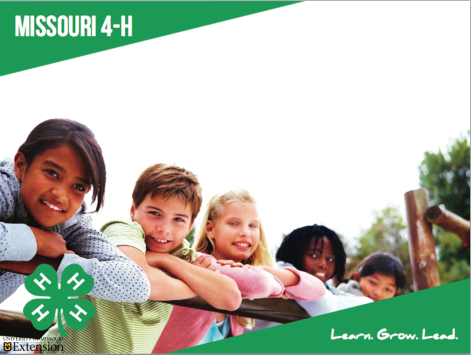 MISSOURI 4-H
H H
H H
Learn. Grow. Lead.
Extension